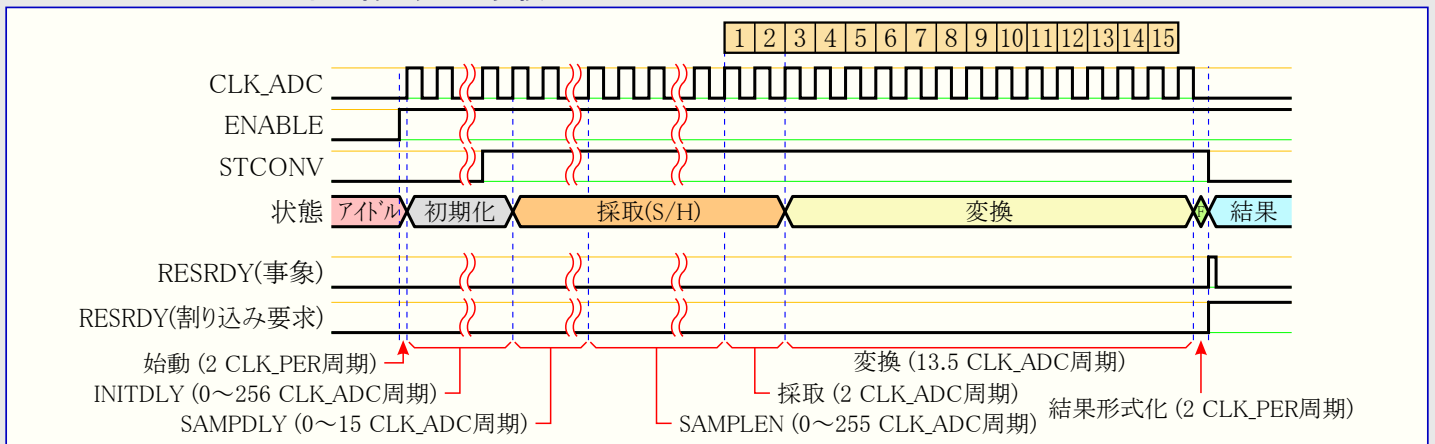 1 2 3 4 5 6 7 8 9 10 11 12 13 14 15
CLK_ADC
ENABLE
STCONV
状態 アイドル 初期化 採取(S/H) 変換 F 結果
RESRDY(事象)
RESRDY(割り込み要求)
始動 (2 CLK_PER周期) 変換 (13.5 CLK_ADC周期)
INITDLY (0～256 CLK_ADC周期) 採取 (2 CLK_ADC周期) 結果形式化 (2 CLK_PER周期)
SAMPDLY (0～15 CLK_ADC周期) SAMPLEN (0～255 CLK_ADC周期)